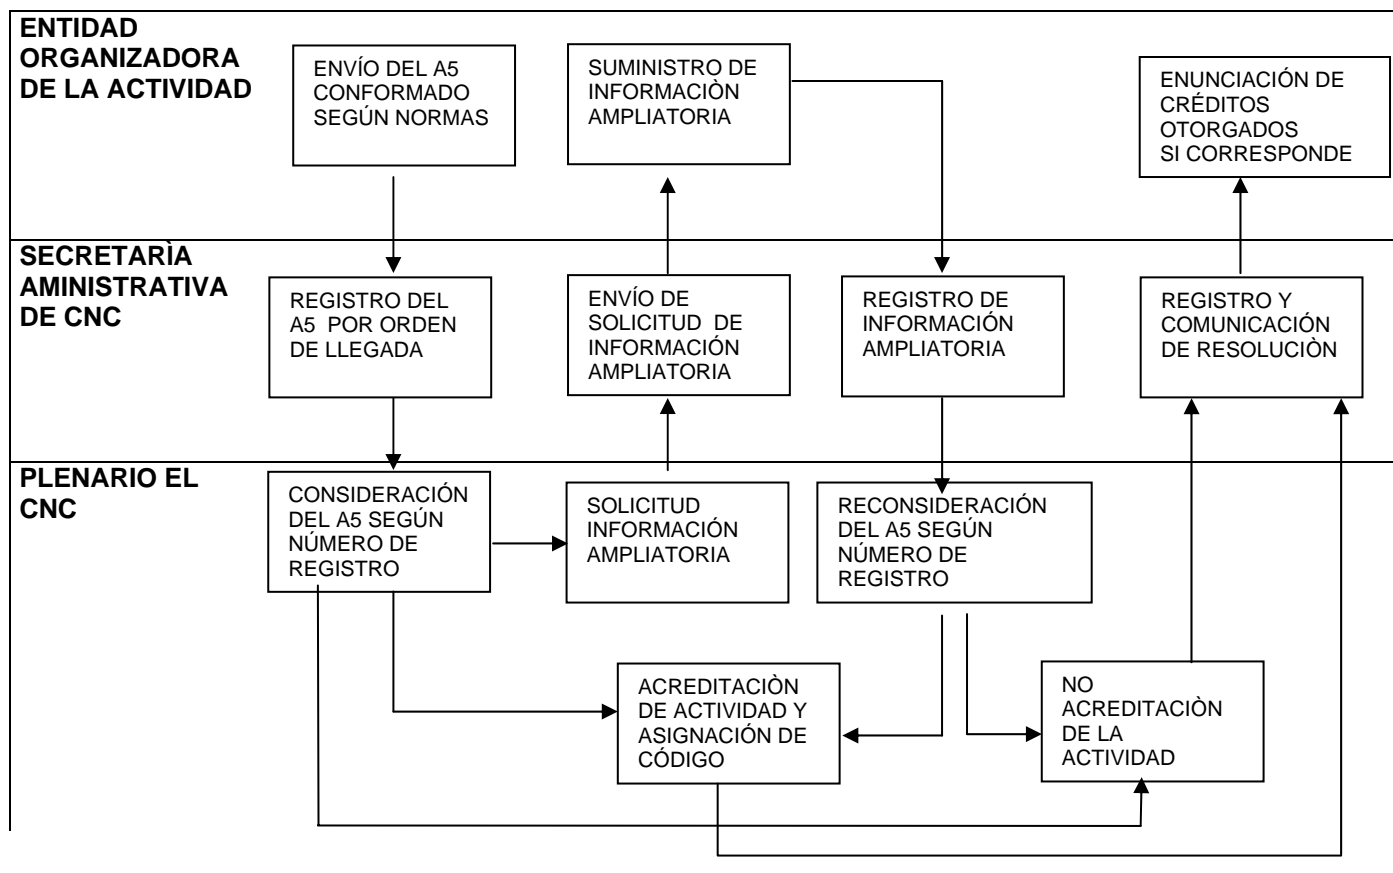 ENTIDAD
ORGANIZADORA
DE LA ACTIVIDAD
ENVÍO DEL A5
CONFORMADO
SEGÚN NORMAS
SUMINISTRO DE
INFORMACIÒN
AMPLIATORIA
ENUNCIACIÓN DE
CRÉDITOS
OTORGADOS
SI CORRESPONDE
SECRETARÌA
AMINISTRATIVA
DE CNC
REGISTRO DEL
A5 POR ORDEN
DE LLEGADA
ENVÍO DE
SOLICITUD DE
INFORMACIÓN
AMPLIATORIA
REGISTRO DE
INFORMACIÓN
AMPLIATORIA
REGISTRO Y
COMUNICACIÓN
DE RESOLUCIÒN
PLENARIO EL
CNC
CONSIDERACIÓN
DEL A5 SEGÚN
NÚMERO DE
REGISTRO
SOLICITUD
INFORMACIÓN
AMPLIATORIA
RECONSIDERACIÓN
DEL A5 SEGÚN
NÚMERO DE
REGISTRO
ACREDITACIÒN
DE ACTIVIDAD Y
ASIGNACIÓN DE
CÓDIGO
NO
ACREDITACIÒN
DE LA
ACTIVIDAD